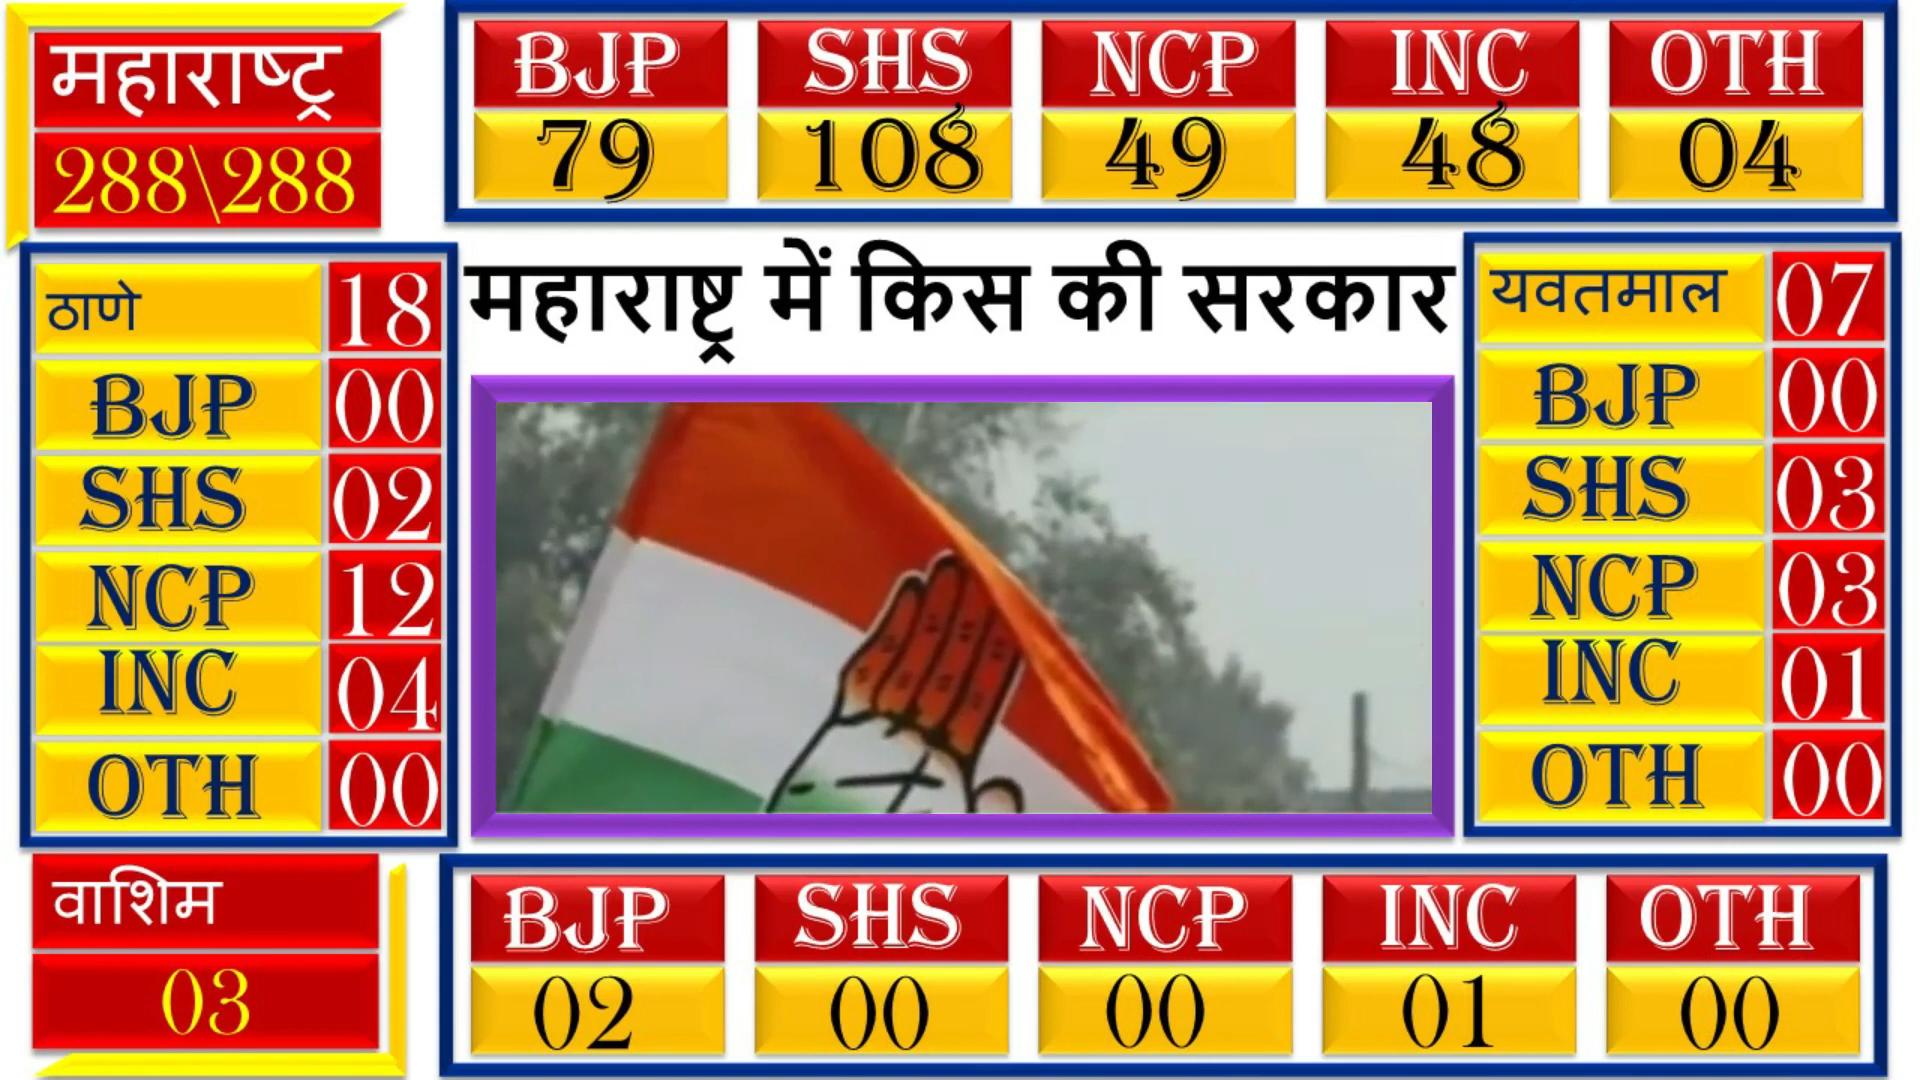 महाराष्ट्र
288\288
BJP SHS NCP INC OTH
79 108 49 48 04
महाराष्ट्र में किस की सरकार
ठाणे 18
BJP 00
SHS 02
NCP 12
INC 04
OTH 00
यवतमाल 07
BJP 00
SHS 03
NCP 03
INC 01
OTH 00
वाशिम
03
BJP SHS NCP INC OTH
02 00 00 01 00